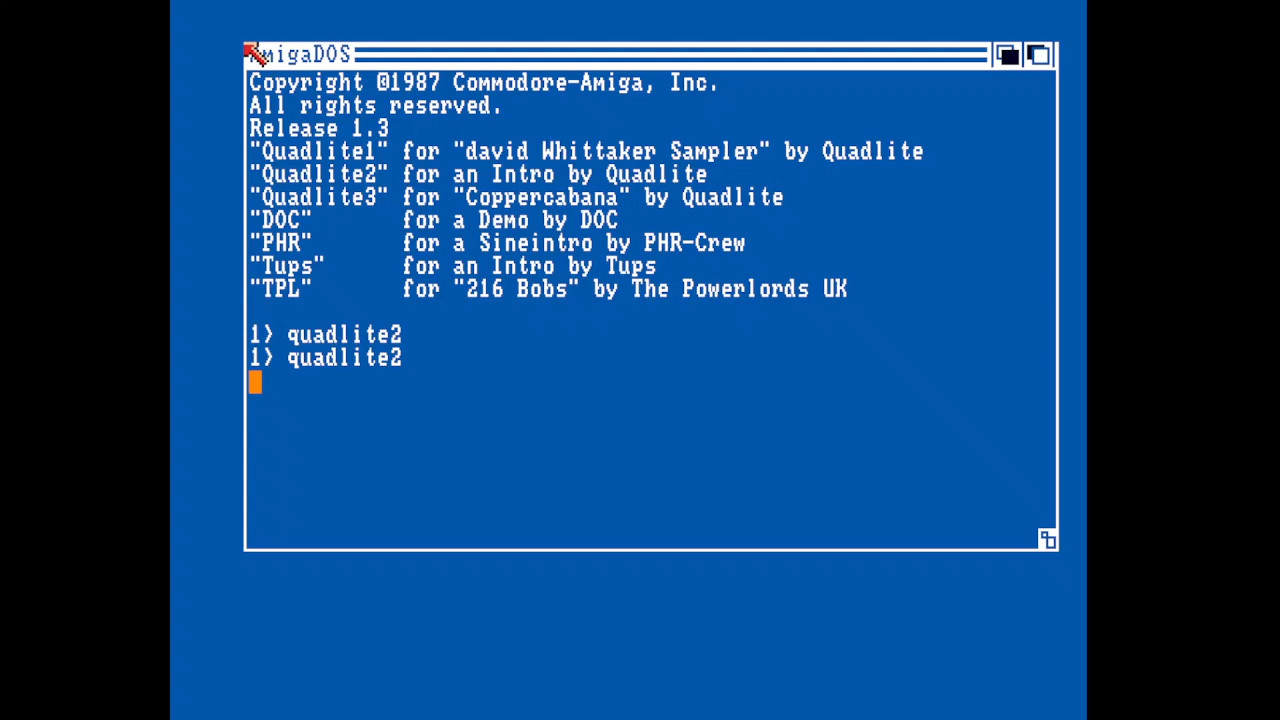 AmigaDOS
Copyright ©1987 Commodore-Amiga, Inc.
All rights reserved.
Release 1.3
"Quadlite1" for "david Whittaker Sampler" by Quadlite
"Quadlite2" for an Intro by Quadlite
"Quadlite3" for "Coppercabana" by Quadlite
"DOC" for a Demo by DOC
"PHR" for a Sineintro by PHR-Crew
"Tups" for an Intro by Tups
"TPL" for "216 Bobs" by The Powerlords UK
1> quadlite2
1> quadlite2